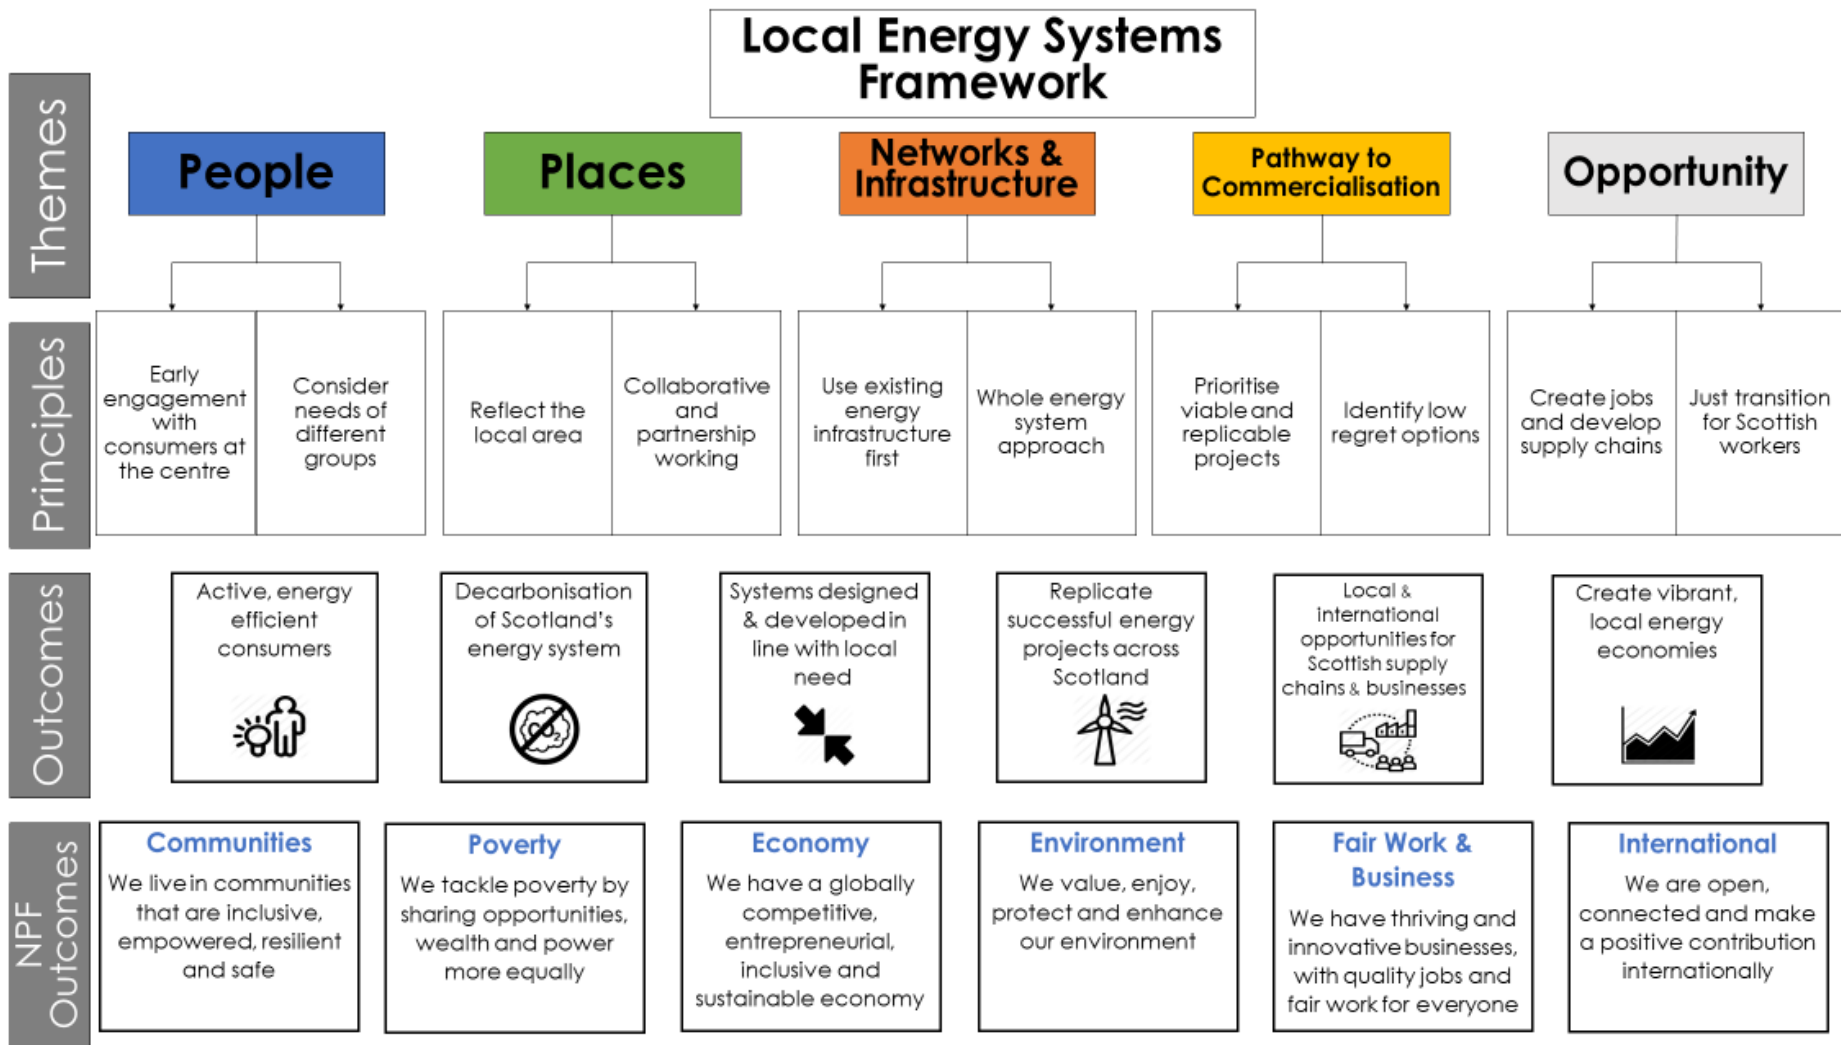 Local Energy Systems
Framework
Themes
People
Places
Networks &
Infrastructure
Pathway to
Commercialisation
Opportunity
Principles
Early
engagement
with
consumers at
the centre
Consider
needs of
different
groups
Reflect the
local area
Collaborative
and
partnership
working
Use existing
energy
infrastructure
first
Whole energy
system
approach
Prioritise
viable and
replicable
projects
Identify low
regret options
Create jobs
and develop
supply chains
Just transition
for Scottish
workers
Outcomes
Active, energy
efficient
consumers
Decarbonisation
of Scotland's
energy system
CO2
Systems designed
& developed in
line with local
need
Replicate
successful energy
projects across
Scotland
Local &
international
opportunities for
Scottish supply
chains & businesses
Create vibrant,
local energy
economies
NPF
Outcomes
Communities
We live in communities
that are inclusive,
empowered, resilient
and safe
Poverty
We tackle poverty by
sharing opportunities,
wealth and power
more equally
Economy
We have a globally
competitive,
entrepreneurial,
inclusive and
sustainable economy
Environment
We value, enjoy,
protect and enhance
our environment
Fair Work &
Business
We have thriving and
innovative businesses,
with quality jobs and
fair work for everyone
International
We are open,
connected and make
a positive contribution
internationally